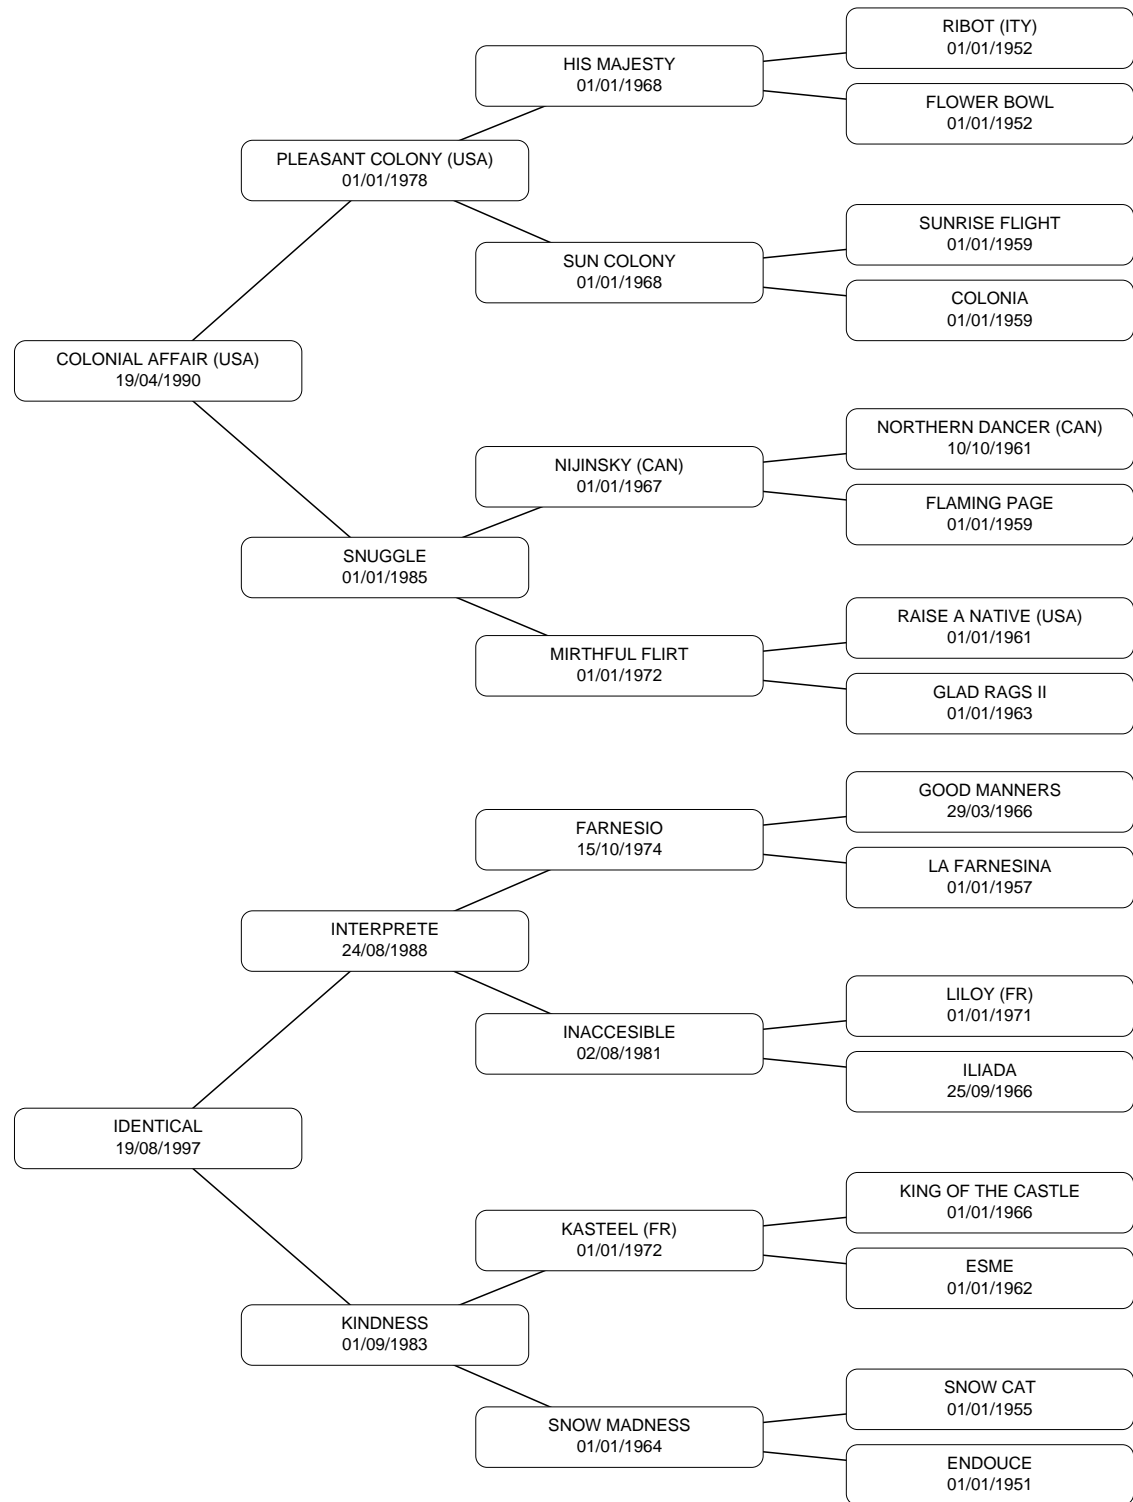 RIBOT (ITY)
01/01/1952
HIS MAJESTY
01/01/1968
FLOWER BOWL
01/01/1952
PLEASANT COLONY (USA)
01/01/1978
SUNRISE FLIGHT
01/01/1959
SUN COLONY
01/01/1968
COLONIA
01/01/1959
COLONIAL AFFAIR (USA)
19/04/1990
NORTHERN DANCER (CAN)
10/10/1961
NIJINSKY (CAN)
01/01/1967
FLAMING PAGE
01/01/1959
SNUGGLE
01/01/1985
RAISE A NATIVE (USA)
01/01/1961
MIRTHFUL FLIRT
01/01/1972
GLAD RAGS II
01/01/1963
GOOD MANNERS
29/03/1966
FARNESIO
15/10/1974
LA FARNESINA
01/01/1957
INTERPRETE
24/08/1988
LILOY (FR)
01/01/1971
INACCESIBLE
02/08/1981
ILIADA
25/09/1966
IDENTICAL
19/08/1997
KING OF THE CASTLE
01/01/1966
KASTEEL (FR)
01/01/1972
ESME
01/01/1962
KINDNESS
01/09/1983
SNOW CAT
01/01/1955
SNOW MADNESS
01/01/1964
ENDOUCE
01/01/1951